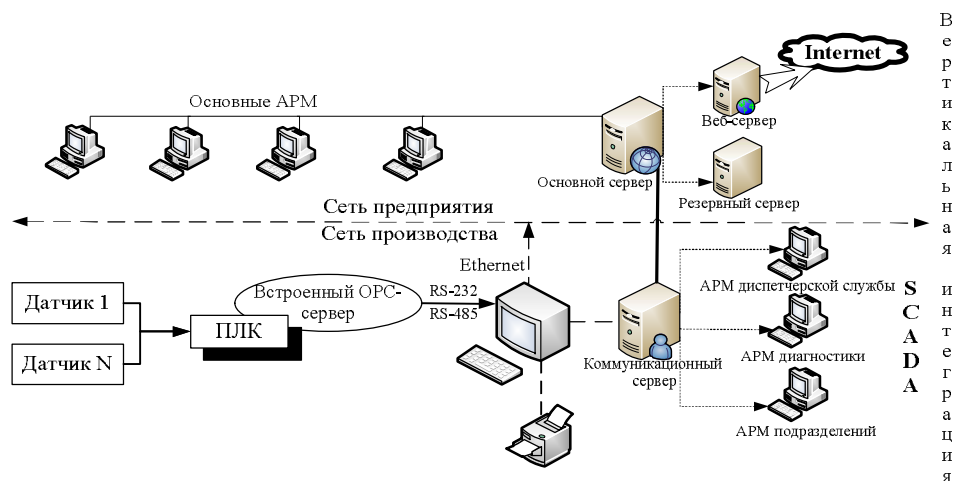 Internet
Основные АРМ
Веб-сервер
Основной сервер
Резервный сервер
Сеть предприятия
Сеть производства
Ethernet
Встроенный OPC-
сервер
RS-232
RS-485
Датчик 1
ПЛК
Датчик N
Коммуникационный
сервер
АРМ диспетчерской службы
АРМ диагностики
АРМ подразделений
SCADA
Вертикальная интеграция